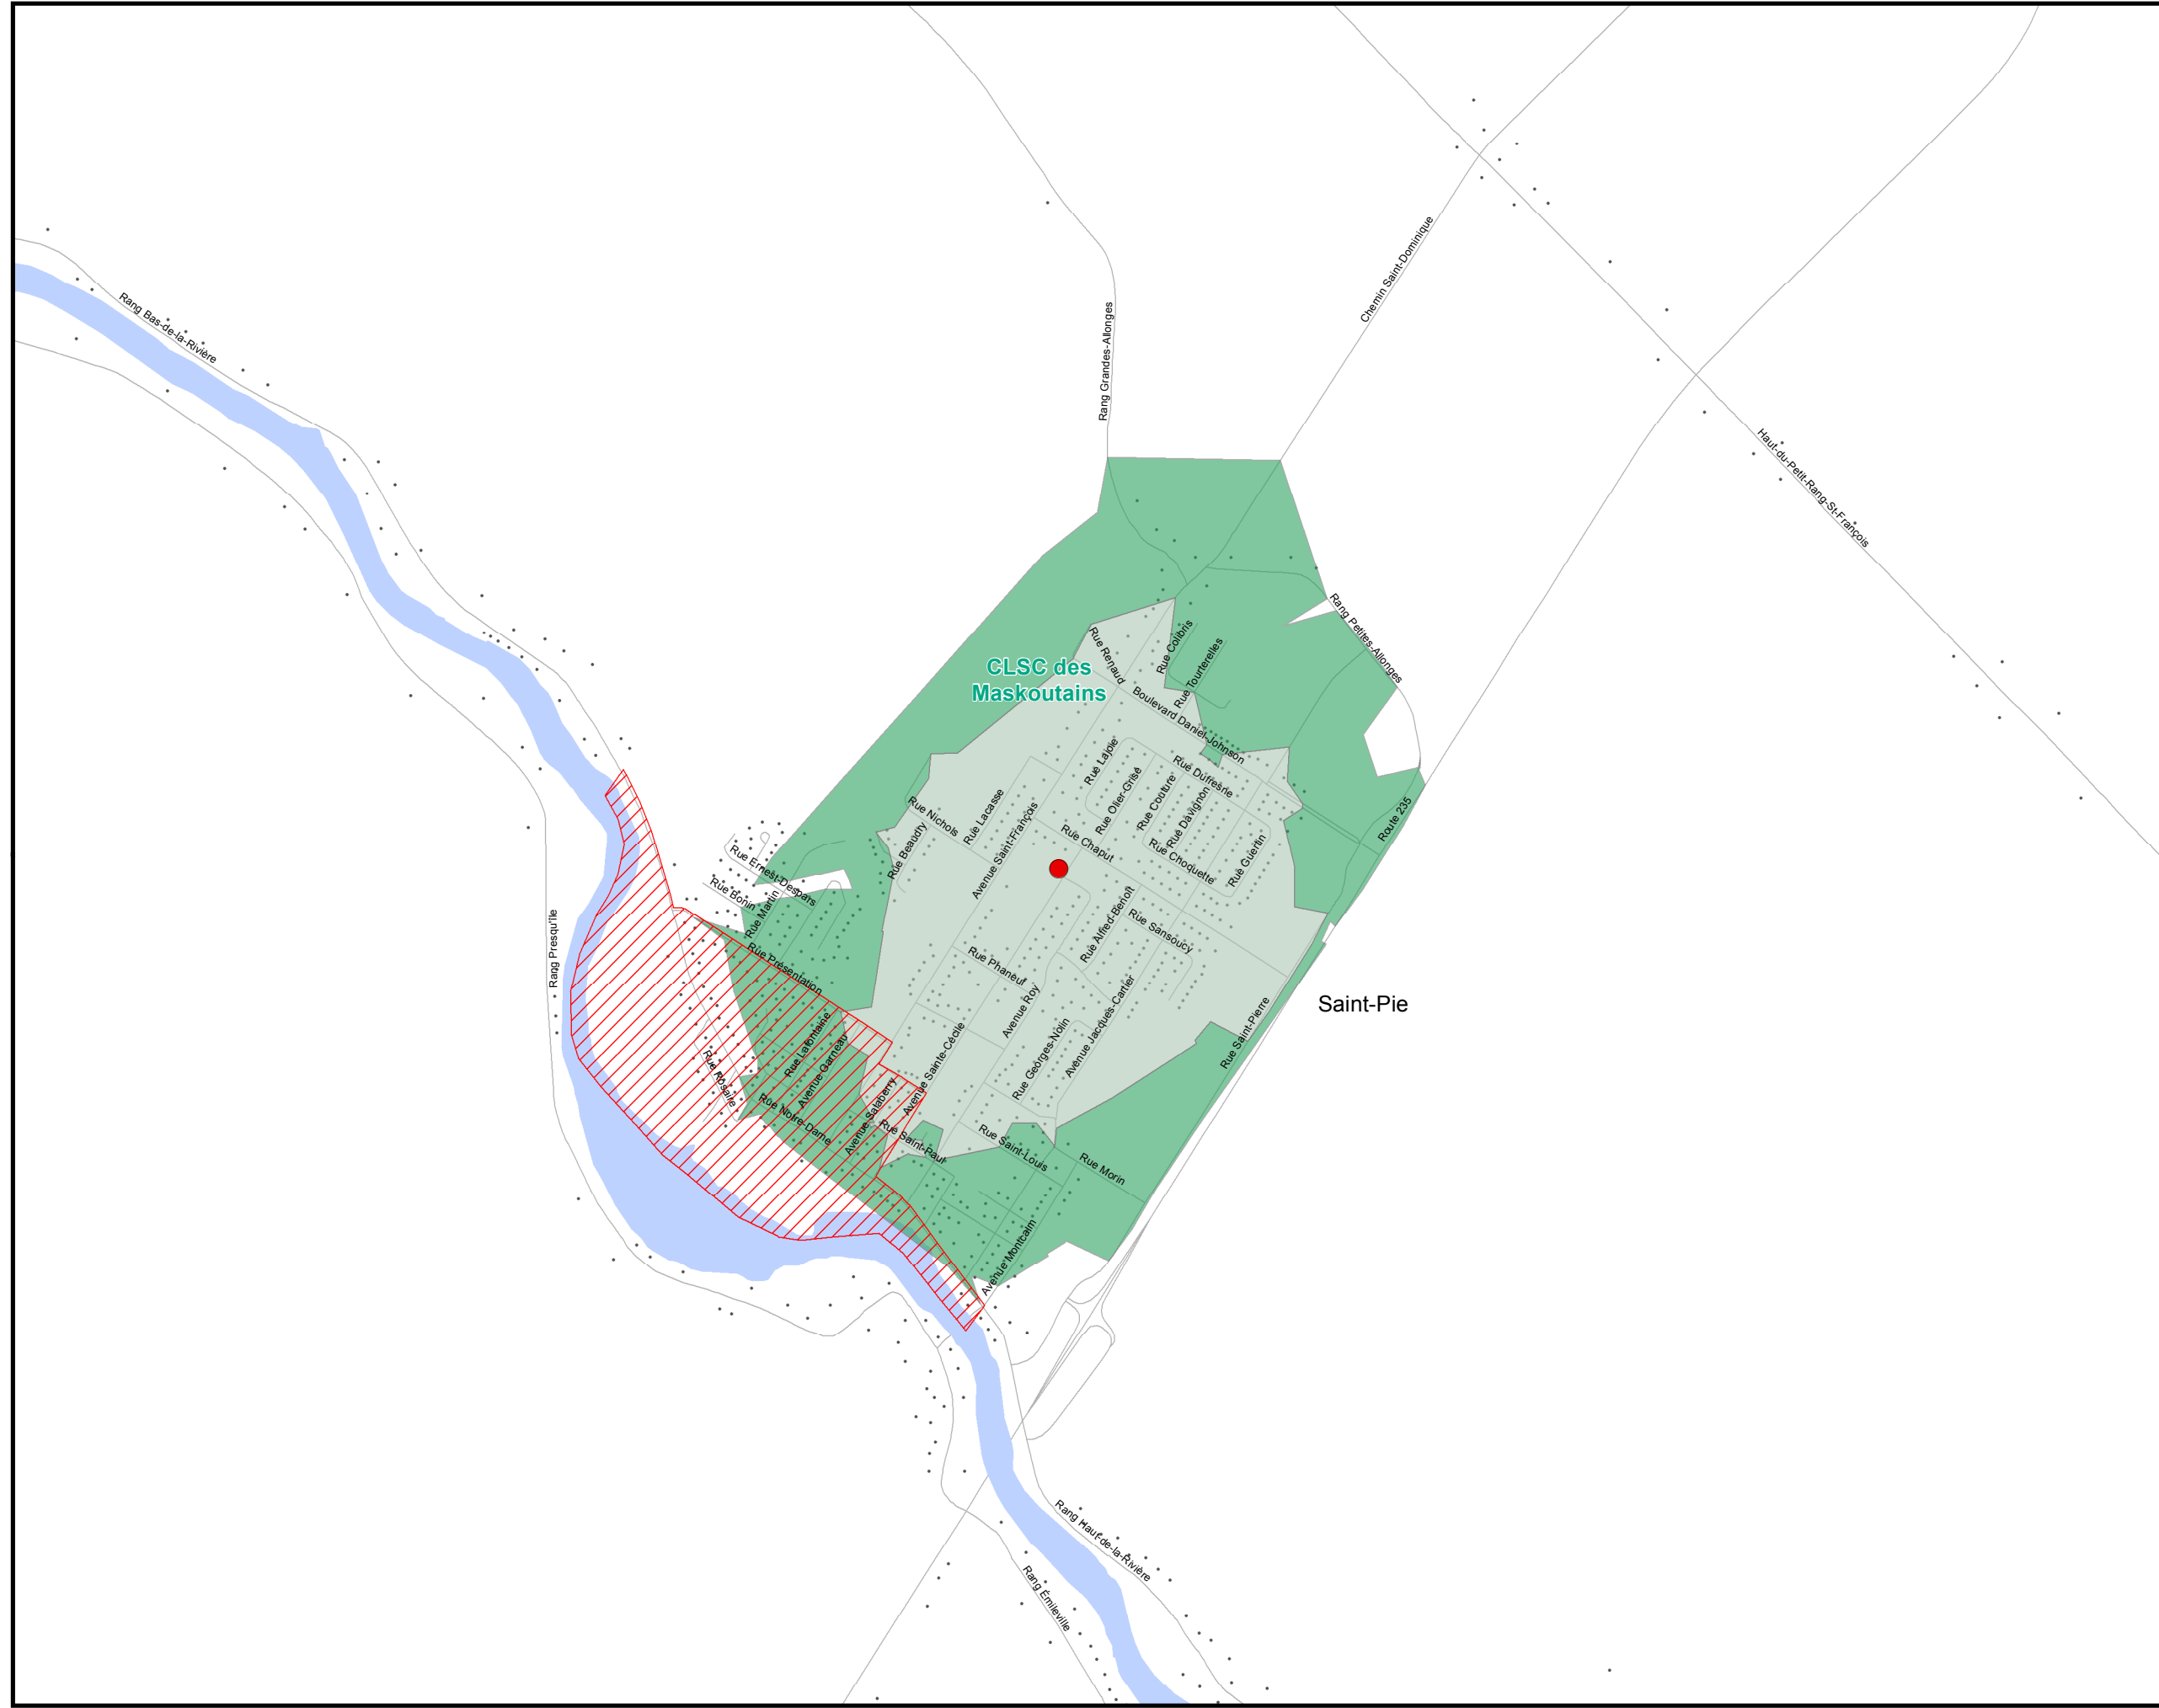 Rang Bas-de-la-Rivière
Rang Grandes-Allonges
Chemin Saint-Dominique
Haut-du-Petit-Rang-St-François
Rang Petites-Allonges
Rue Renaud
Rue Colibris
Rue Tourterelles
CLSC des
Maskoutains
Boulevard Daniel-Johnson
Rue Lajoie
Rue Dufresne
Rue Olier-Grisé
Rue Couture
Rue Davignon
Route 235
Rue Nichols
Rue Lacasse
Avenue Saint-François
Rue Beaudry
Rue Chaput
Rue Choquette
Rue Guertin
Rue Ernest-Despars
Rue Bonin
Rue Martin
Rue Alfred-Benoît
Rue Sansoucy
Rang Presqu'île
Rue Présentation
Rue Phaneuf
Avenue Roy
Avenue Jacques-Cartier
Saint-Pie
Rue Saint-Pierre
Rue Lafontaine
Avenue Garneau
Avenue Sainte-Cécile
Rue Georges-Nolin
Rue Rosaire
Rue Notre-Dame
Avenue Salaberry
Rue Saint-Paul
Rue Saint-Louis
Rue Morin
Avenue Montcalm
Rang Haut-de-la-Rivière
Rang Émileville